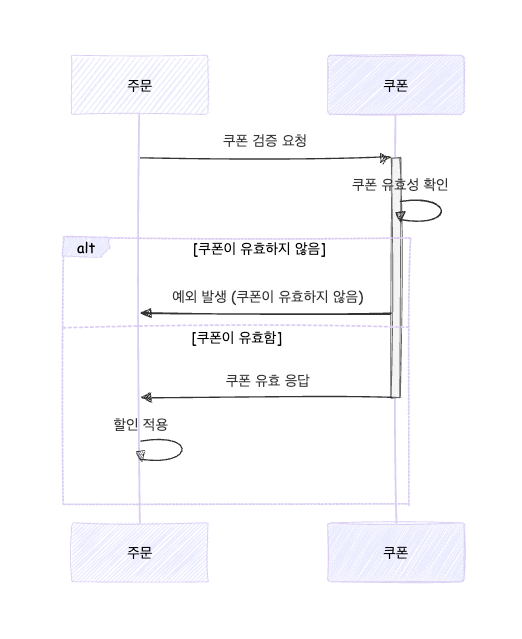 주문
쿠폰
쿠폰 검증 요청
쿠폰 유효성 확인
alt
[쿠폰이 유효하지 않음]
예외 발생 (쿠폰이 유효하지 않음)
[쿠폰이 유효함]
쿠폰 유효 응답
할인 적용
주문
쿠폰